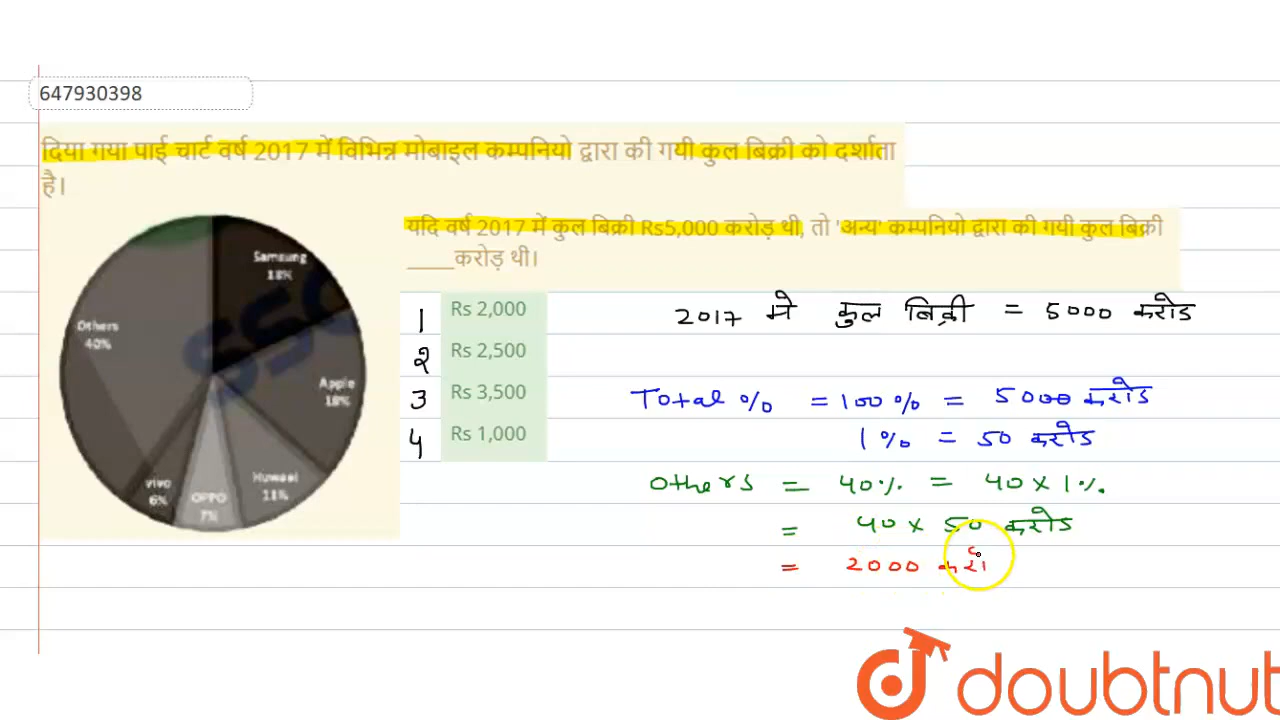 647930398
दिया गया पाई चार्ट वर्ष 2017 में विभिन्न मोबाइल कम्पनियो द्वारा की गयी कुल बिक्री को दर्शाता
है।
यदि वर्ष 2017 में कुल बिक्री Rs5,000 करोड़ थी, तो 'अन्य' कम्पनियो द्वारा की गयी कुल बिक्री
____करोड़ थी।
Samsung
18%
Apple
18%
Huwaei
11%
OPPO
7%
vivo
6%
Others
40%
SSC
1 Rs 2,000
2 Rs 2,500
3 Rs 3,500
4 Rs 1,000
2017 मे कुल बिक्री = 5000 करोड
Total % = 100 % = 5000 करोड
1 % = 50 करोड
Others = 40 % = 40 x 1 %
= 40 x 50 करोड
= 2000
doubtnut